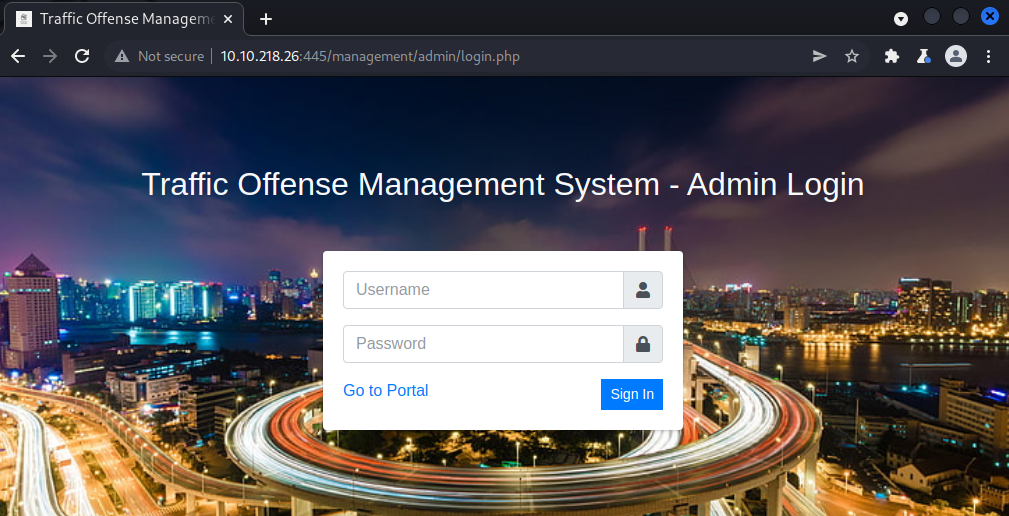 Traffic Offense Manageme
Not secure
10.10.218.26:445/management/admin/login.php
Traffic Offense Management System - Admin Login
Username
Password
Go to Portal
Sign In